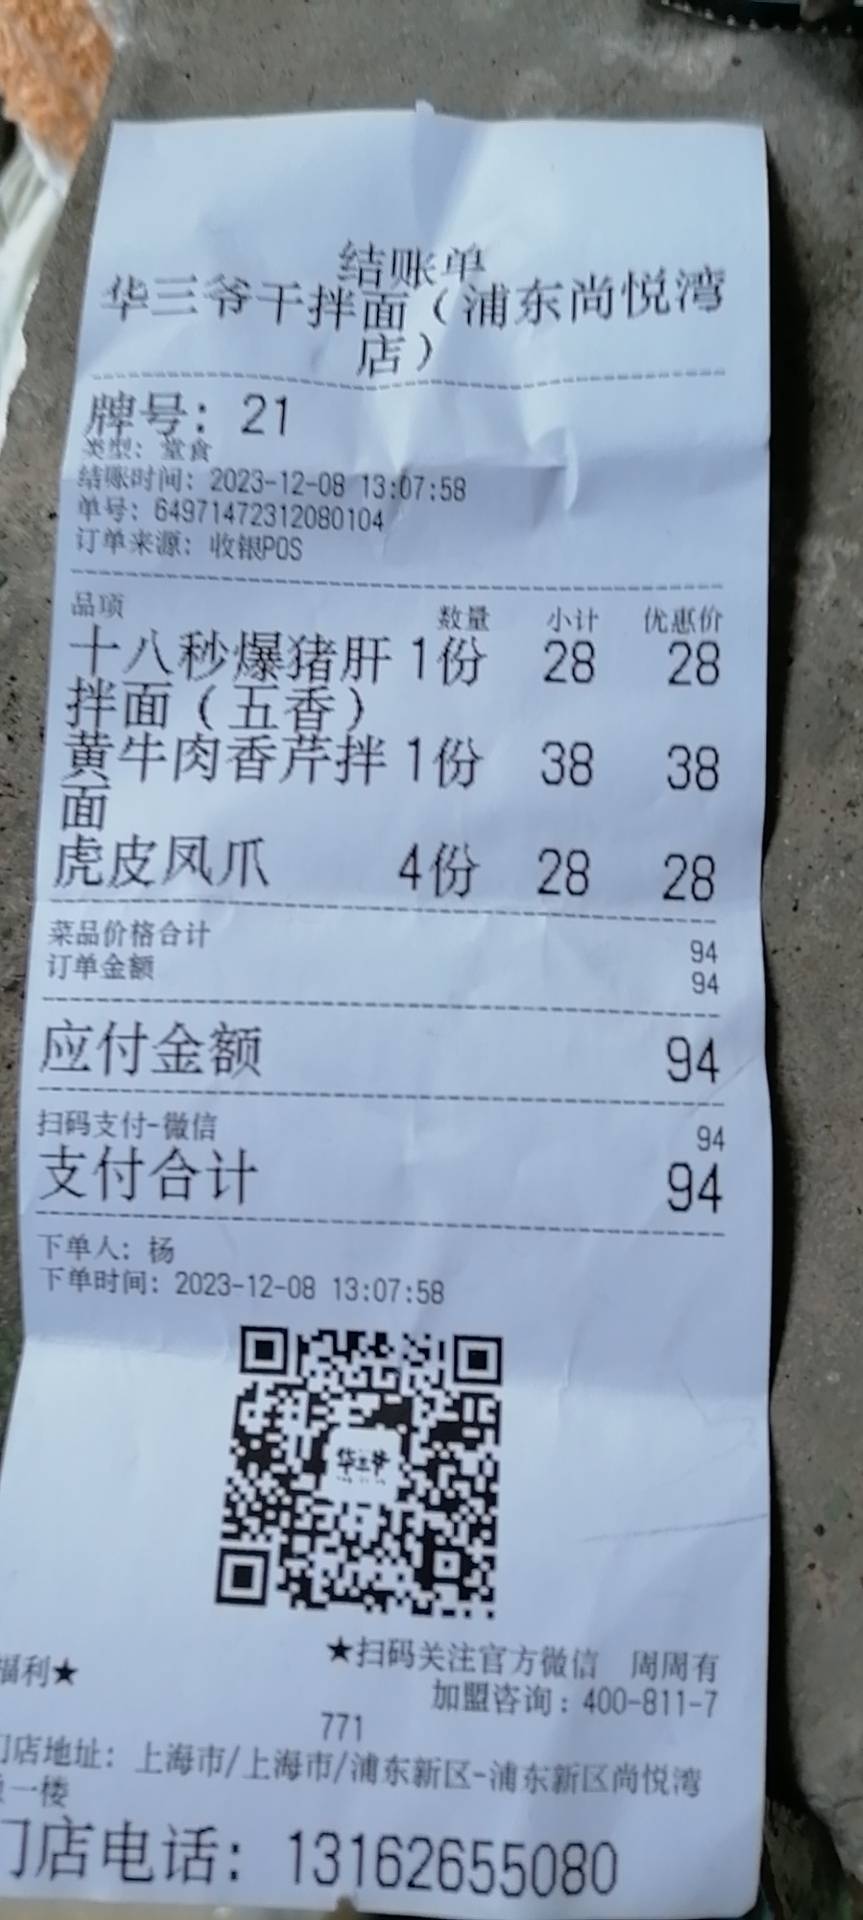 结账单
华三爷干拌面（浦东尚悦湾
店）
牌号：21
类型：堂食
结账时间：2023-12-08 13:07:58
单号：64971472312080104
订单来源：收银POS
品项 数量 小计 优惠价
十八秒爆猪肝 1份 28 28
拌面（五香）
黄牛肉香芹拌 1份 38 38
面
虎皮凤爪 4份 28 28
菜品价格合计 94
订单金额 94
应付金额 94
扫码支付-微信 94
支付合计 94
下单人：杨
下单时间：2023-12-08 13:07:58
华三爷
★扫码关注官方微信 周周有
福利★
加盟咨询：400-811-7
771
门店地址：上海市/上海市/浦东新区-浦东新区尚悦湾
一楼
门店电话：13162655080